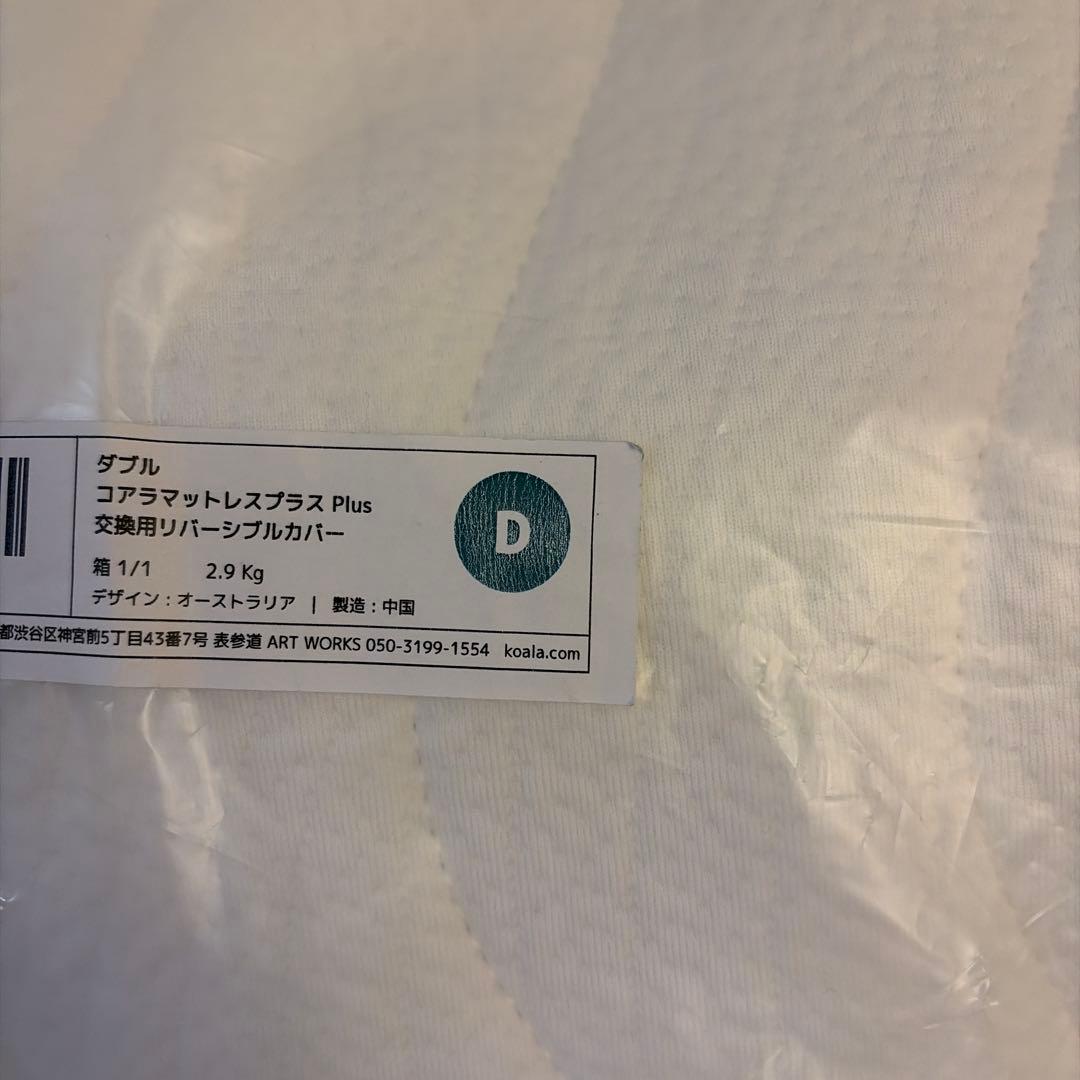 ダブル
コアラマットレスプラス Plus
交換用リバーシブルカバー
D
箱 1/1 2.9 Kg
デザイン : オーストラリア | 製造 : 中国
都渋谷区神宮前5丁目43番7号 表参道 ART WORKS 050-3199-1554 koala.com